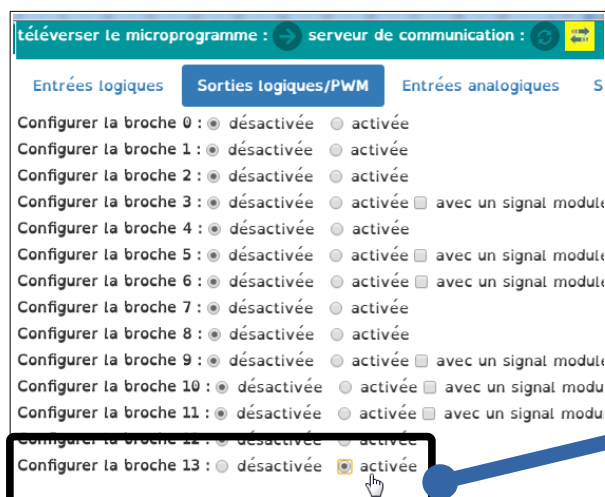 téléverser le microprogramme : serveur de communication :
Entrées logiques Sorties logiques/PWM Entrées analogiques S
Configurer la broche 0 : désactivée activée
Configurer la broche 1 : désactivée activée
Configurer la broche 2 : désactivée activée
Configurer la broche 3 : désactivée activée avec un signal module
Configurer la broche 4 : désactivée activée
Configurer la broche 5 : désactivée activée avec un signal module
Configurer la broche 6 : désactivée activée avec un signal module
Configurer la broche 7 : désactivée activée
Configurer la broche 8 : désactivée activée
Configurer la broche 9 : désactivée activée avec un signal module
Configurer la broche 10 : désactivée activée avec un signal modu
Configurer la broche 11 : désactivée activée avec un signal modu
Configurer la broche 12 : désactivée activée
Configurer la broche 13 : désactivée activée